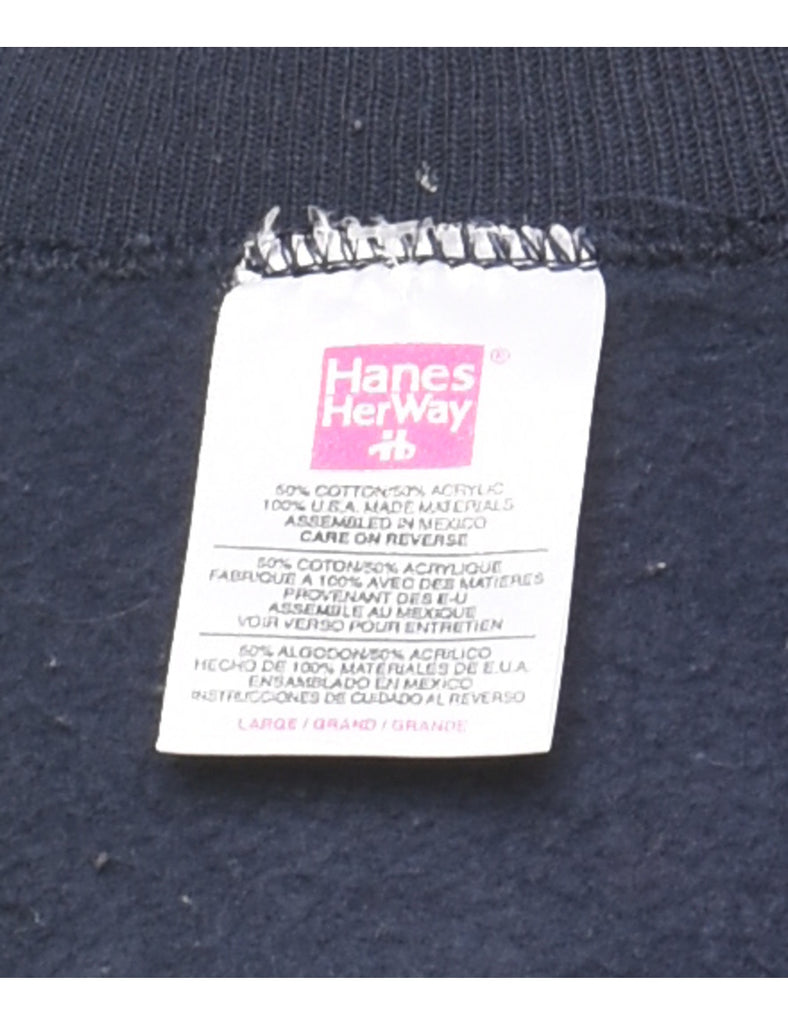 Hanes
HerWay
®
50% COTTON/50% ACRYLIC
100% U.S.A. MADE MATERIALS
ASSEMBLED IN MEXICO
CARE ON REVERSE
50% COTON/50% ACRYLIQUE
FABRIQUE A 100% AVEC DES MATIERES
PROVENANT DES E-U
ASSEMBLE AU MEXIQUE
VOIR VERSO POUR ENTRETIEN
50% ALGODON/50% ACRILICO
HECHO DE 100% MATERIALES DE E.U.A.
ENSAMBLADO EN MEXICO
INSTRUCCIONES DE CUIDADO AL REVERSO
LARGE / GRAND / GRANDE